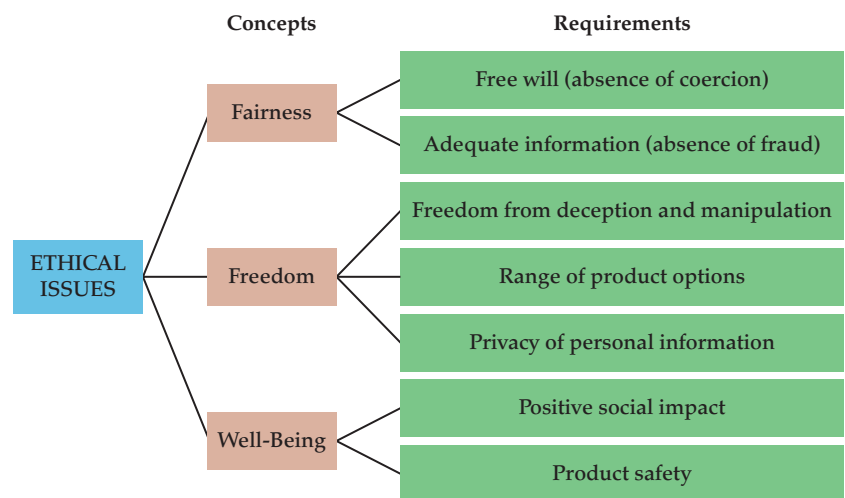 Concepts
Requirements
Fairness
Free will (absence of coercion)
Adequate information (absence of fraud)
ETHICAL
ISSUES
Freedom
Freedom from deception and manipulation
Range of product options
Privacy of personal information
Well-Being
Positive social impact
Product safety